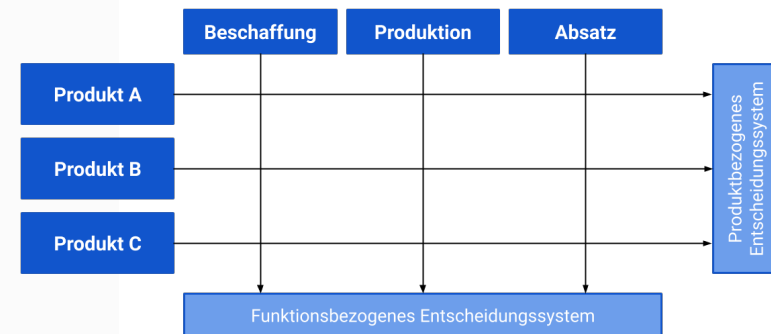 Beschaffung
Produktion
Absatz
Produkt A
Produkt B
Produkt C
Produktbezogenes
Entscheidungssystem
Funktionsbezogenes Entscheidungssystem